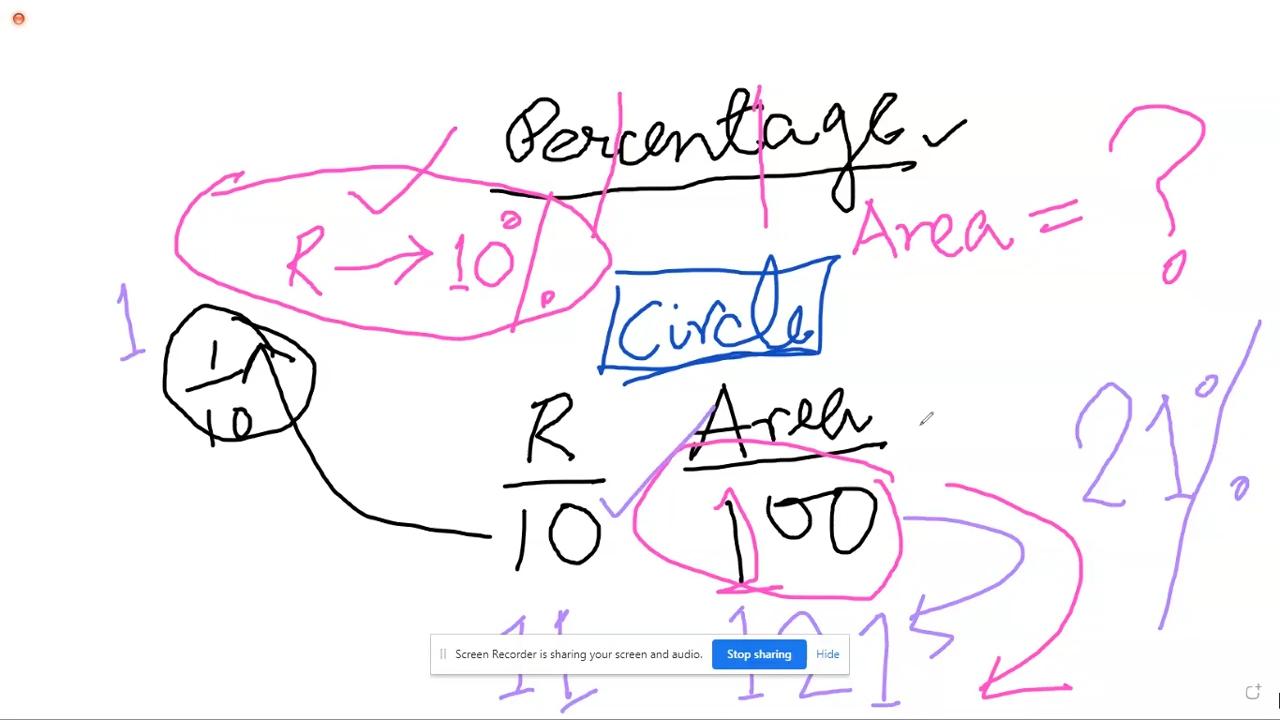 Percentage
R → 10%
Area = ?
Circle
1
1/10
R Area
10 100
21%
11 121
Screen Recorder is sharing your screen and audio. Stop sharing Hide